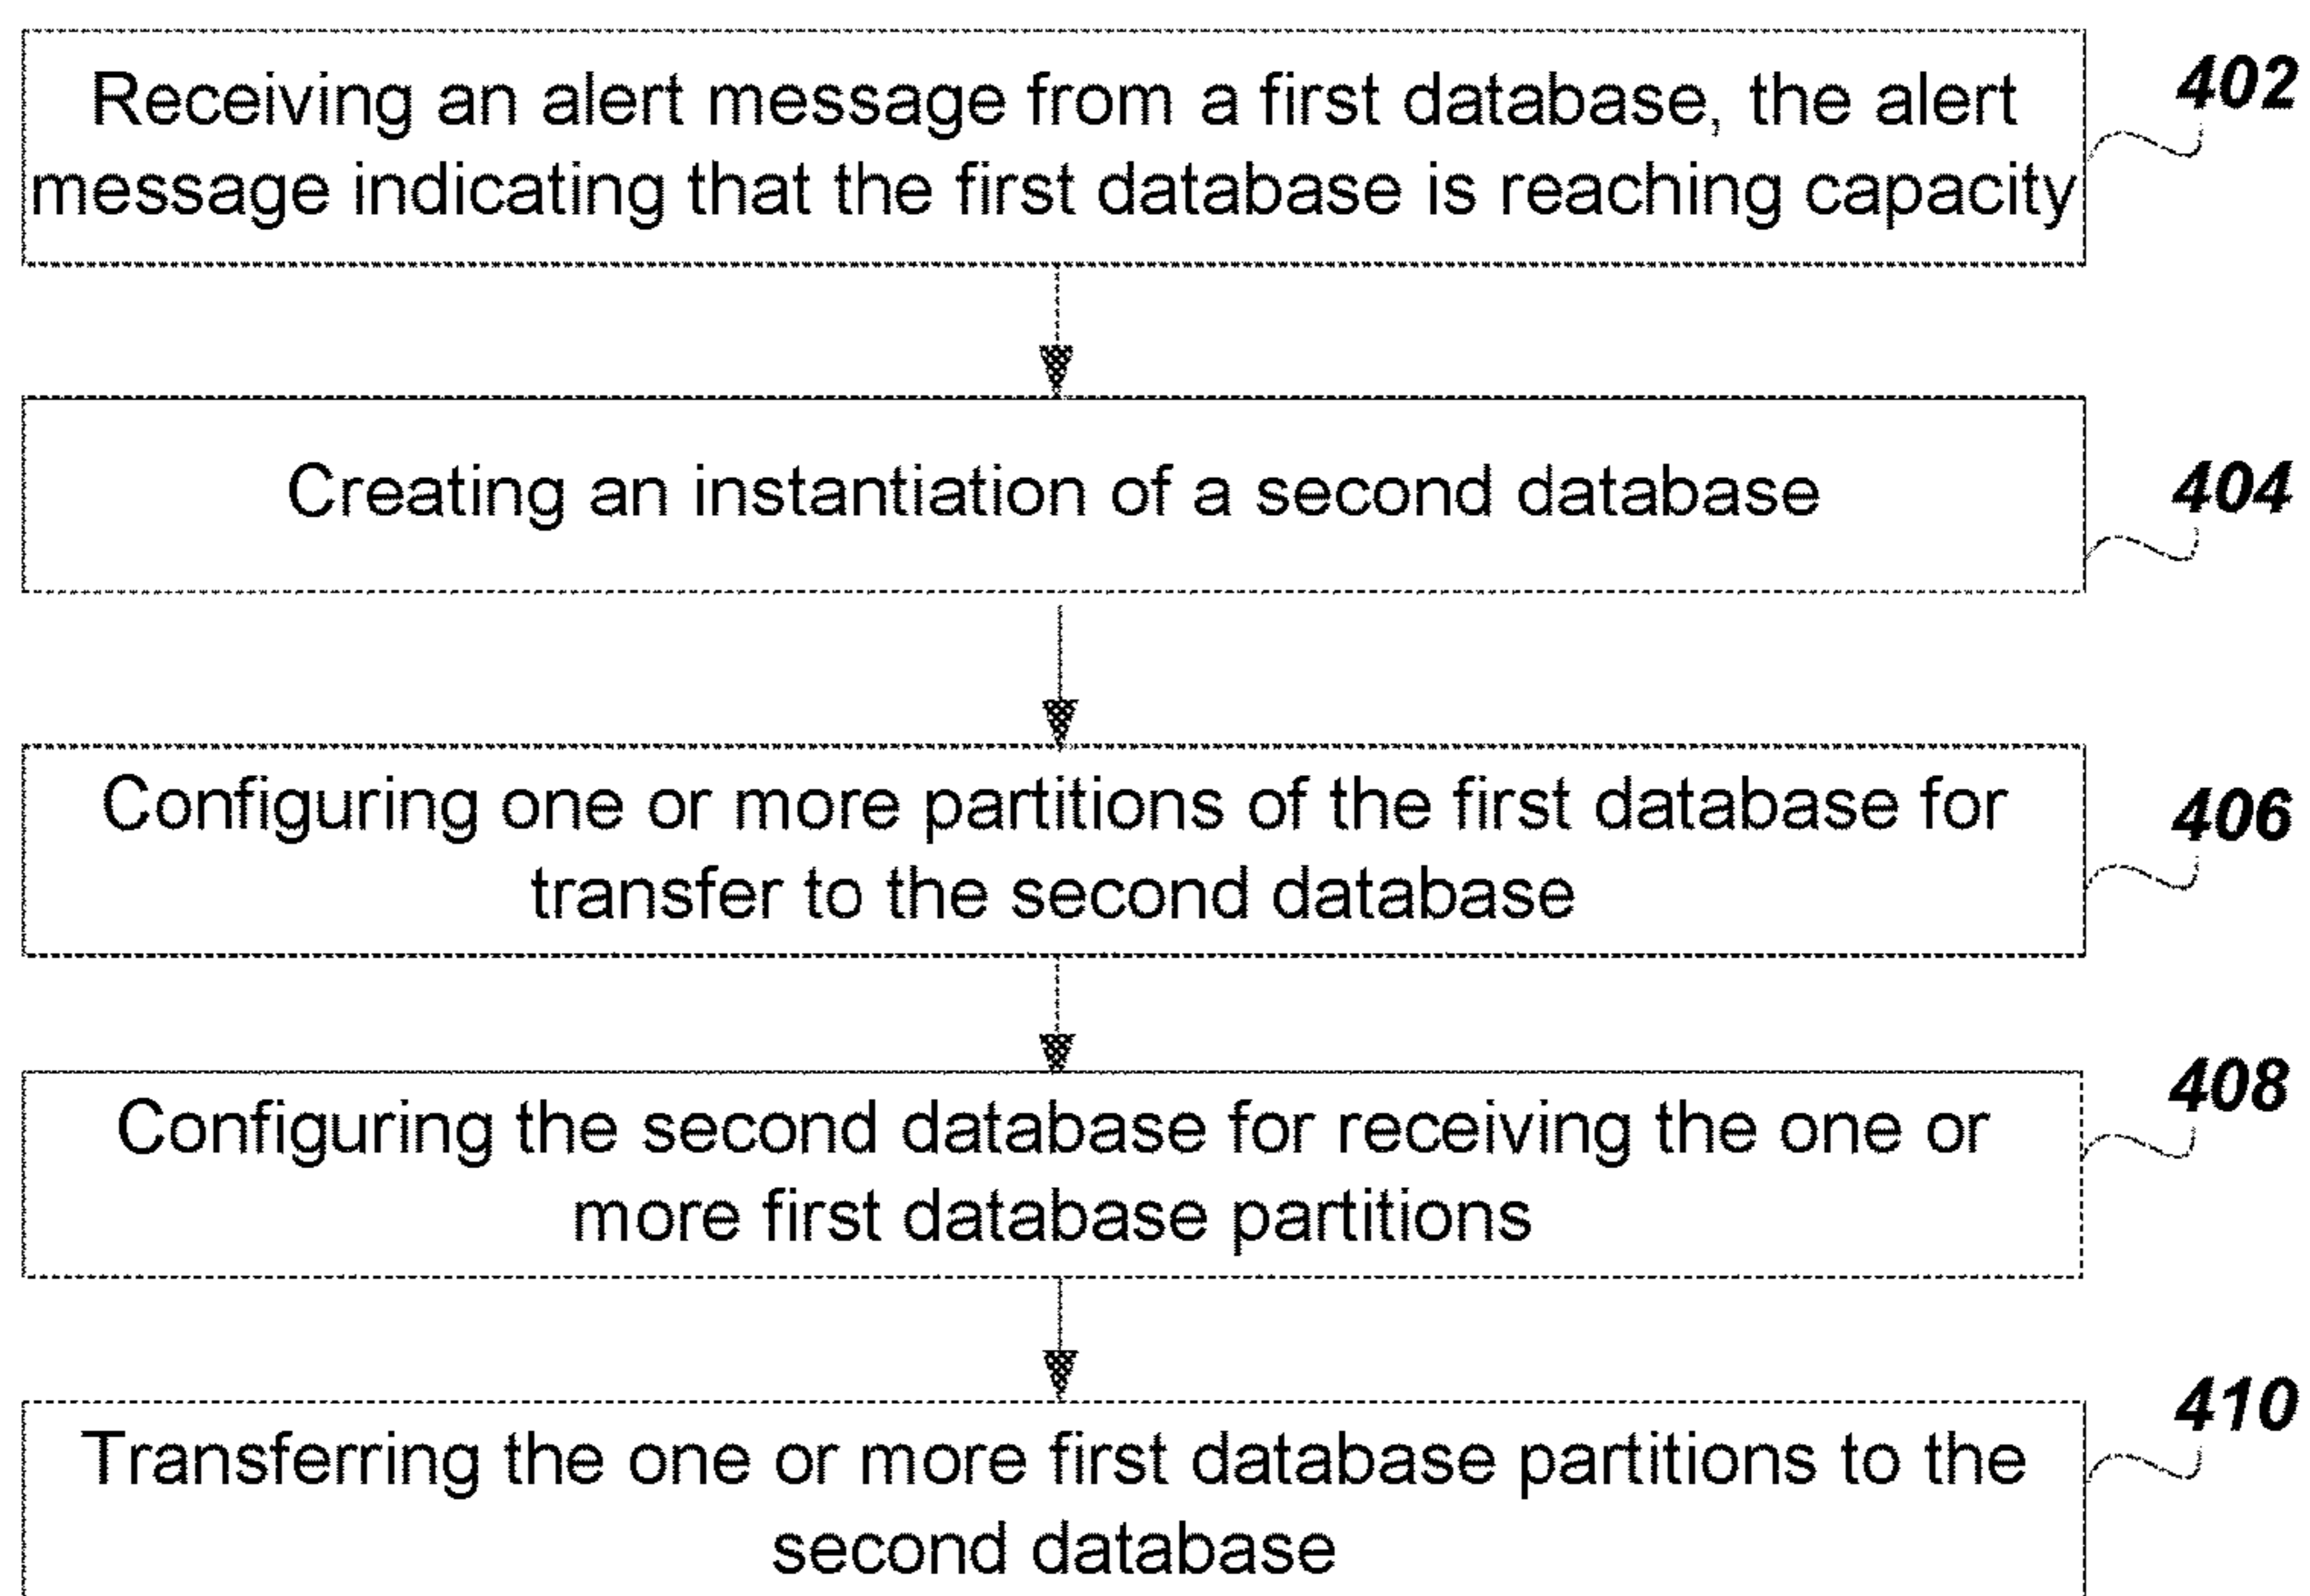 Receiving an alert message from a first database, the alert
message indicating that the first database is reaching capacity
402
Creating an instantiation of a second database
404
Configuring one or more partitions of the first database for
transfer to the second database
406
Configuring the second database for receiving the one or
more first database partitions
408
Transferring the one or more first database partitions to the
second database
410